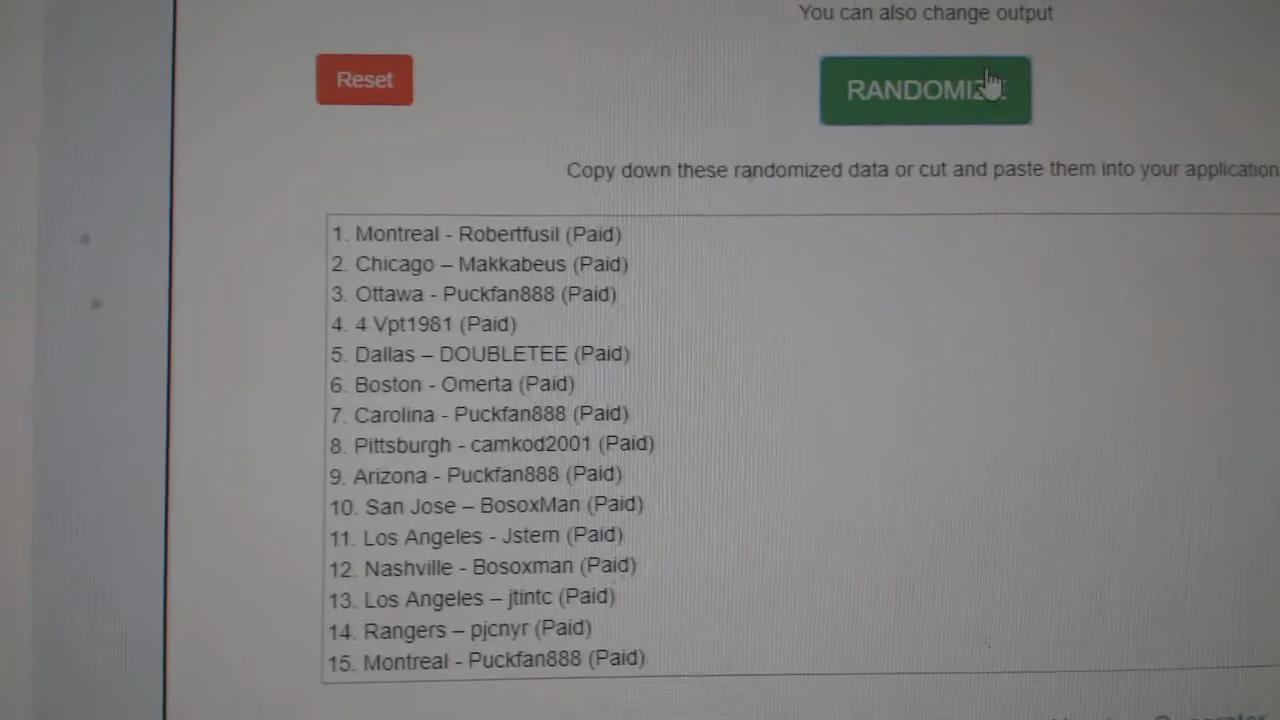 You can also change output
Reset
RANDOMIZ
Copy down these randomized data or cut and paste them into your application
1. Montreal - Robertfusil (Paid)
2. Chicago – Makkabeus (Paid)
3. Ottawa - Puckfan888 (Paid)
4. 4 Vpt1981 (Paid)
5. Dallas – DOUBLETEE (Paid)
6. Boston - Omerta (Paid)
7. Carolina - Puckfan888 (Paid)
8. Pittsburgh - camkod2001 (Paid)
9. Arizona - Puckfan888 (Paid)
10. San Jose – BosoxMan (Paid)
11. Los Angeles - Jstern (Paid)
12. Nashville - Bosoxman (Paid)
13. Los Angeles – jtintc (Paid)
14. Rangers – pjcnyr (Paid)
15. Montreal - Puckfan888 (Paid)